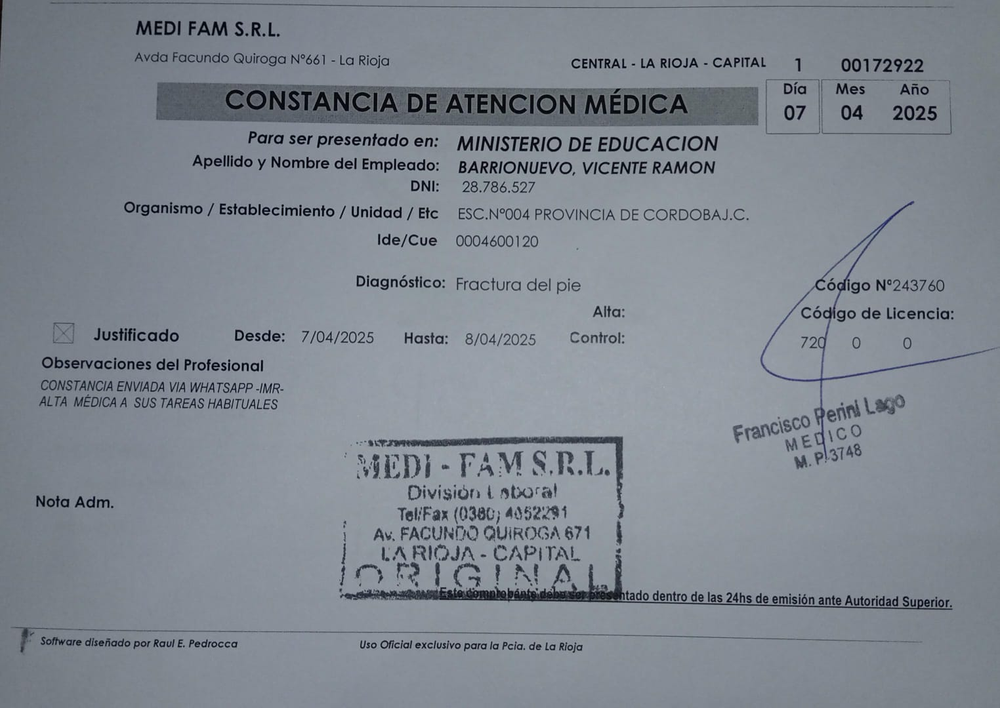 MEDI FAM S.R.L.
Avda Facundo Quiroga Nº661 - La Rioja
CENTRAL - LA RIOJA - CAPITAL 1 00172922
CONSTANCIA DE ATENCION MÉDICA
Día Mes Año
07 04 2025
Para ser presentado en: MINISTERIO DE EDUCACION
Apellido y Nombre del Empleado: BARRIONUEVO, VICENTE RAMON
DNI: 28.786.527
Organismo / Establecimiento / Unidad / Etc ESC.Nº004 PROVINCIA DE CORDOBAJ.C.
Ide/Cue 0004600120
Diagnóstico: Fractura del pie
Código Nº243760
Alta:
Código de Licencia:
Justificado Desde: 7/04/2025 Hasta: 8/04/2025 Control:
720 0 0
Observaciones del Profesional
CONSTANCIA ENVIADA VIA WHATSAPP -IMR-
ALTA MÉDICA A SUS TAREAS HABITUALES
Francisco Perini Lago
MEDICO
M. P. 3748
MEDI - FAM S.R.L.
División Laboral
Tel/Fax (0380) 4052291
Av. FACUNDO QUIROGA 671
LA RIOJA - CAPITAL
ORIGINAL
Nota Adm.
Este comprobante debe ser presentado dentro de las 24hs de emisión ante Autoridad Superior.
Software diseñado por Raul E. Pedrocca
Uso Oficial exclusivo para la Pcia. de La Rioja